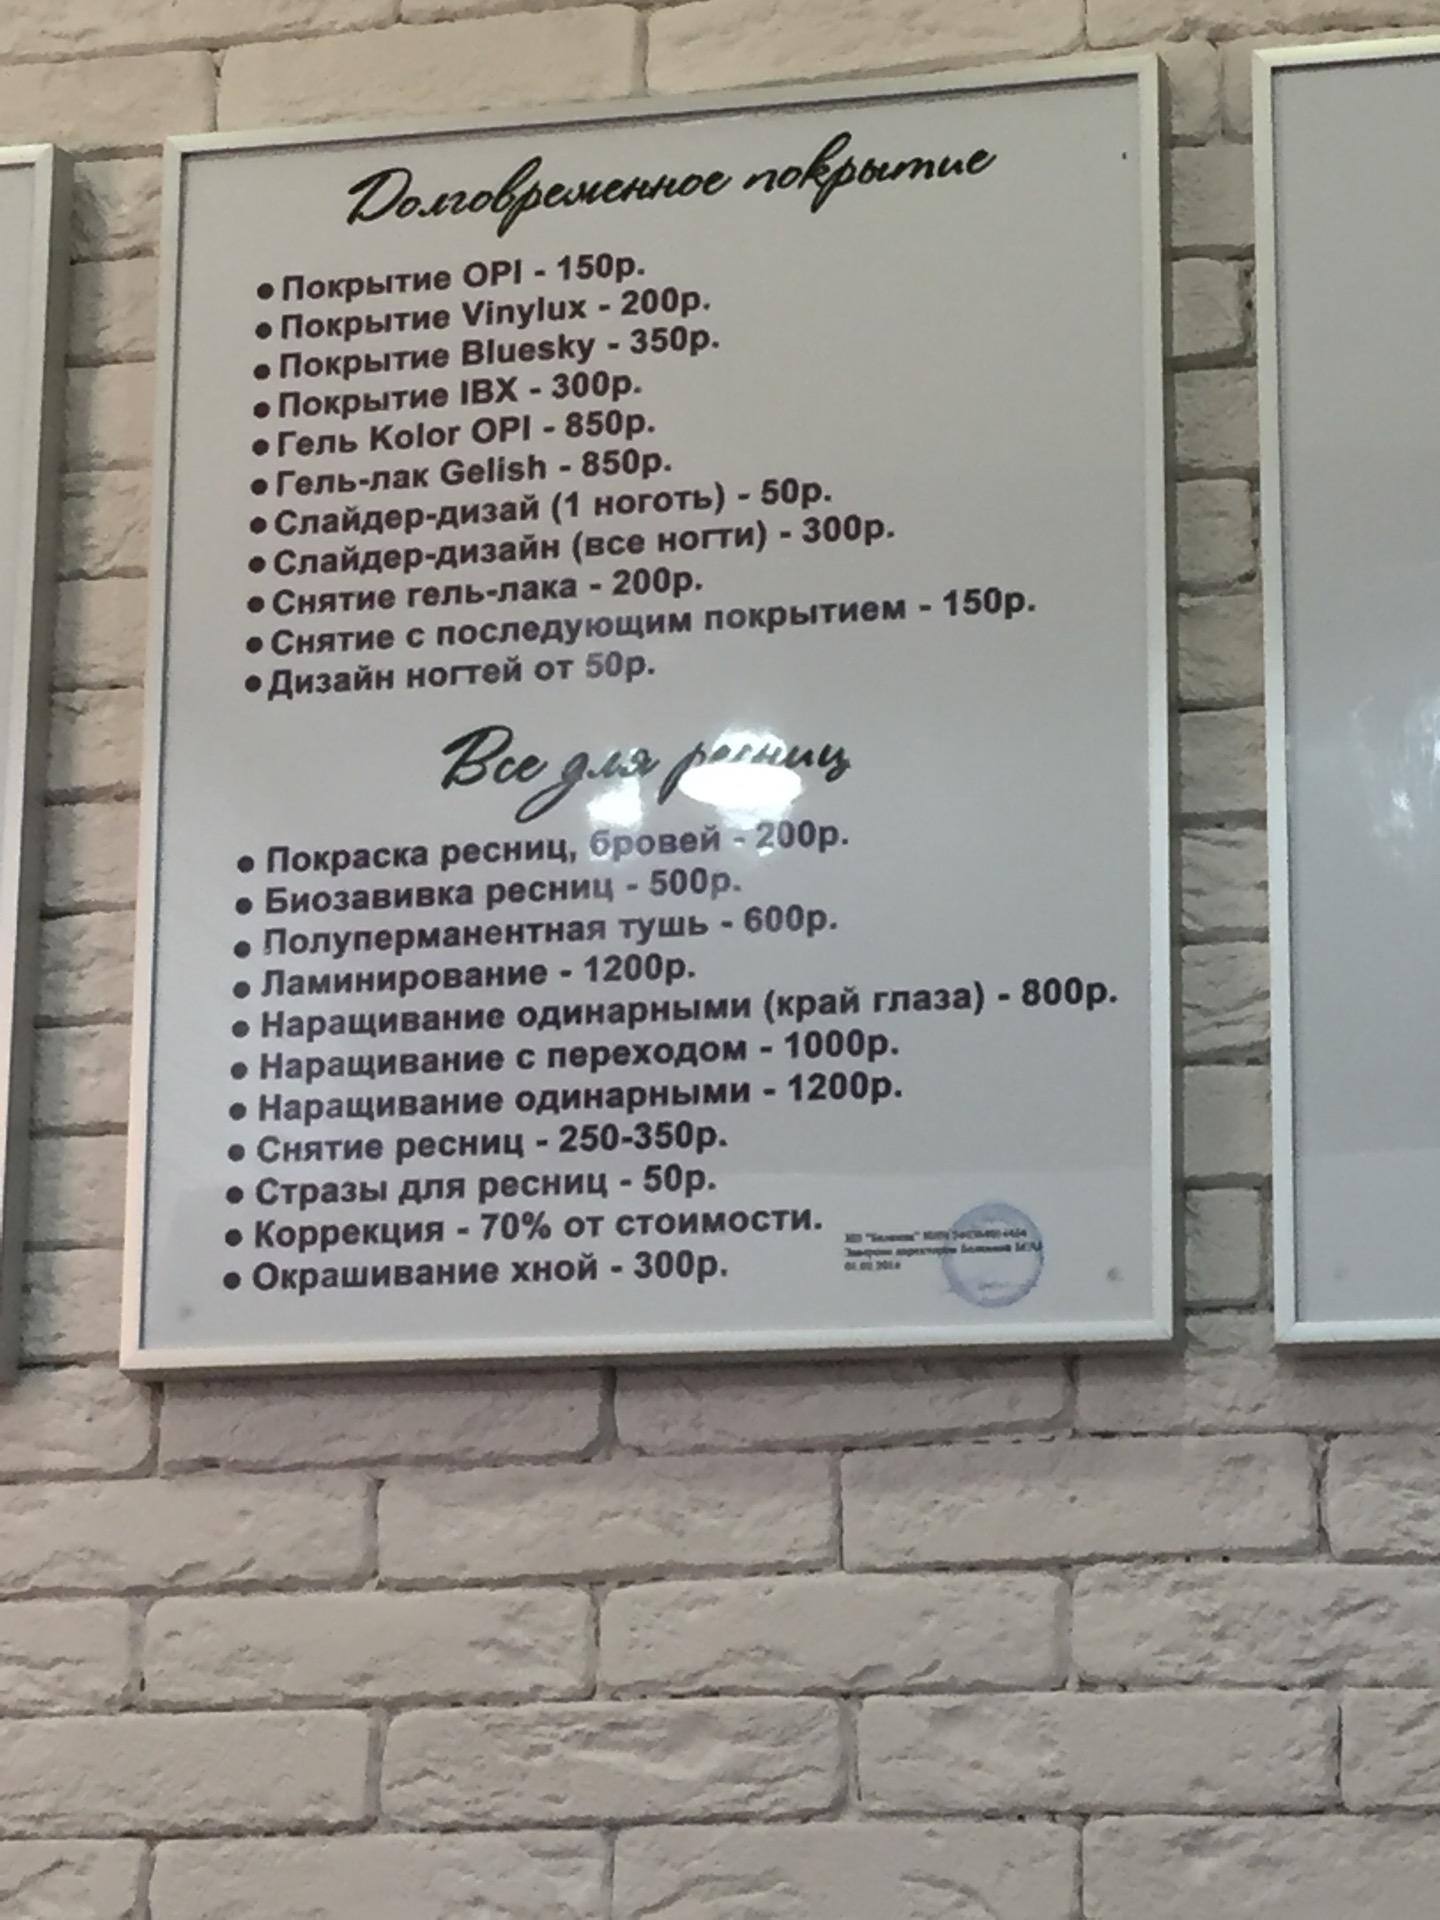 Долговременное покрытие
● Покрытие OPI - 150р.
● Покрытие Vinylux - 200р.
● Покрытие Bluesky - 350р.
● Покрытие IBX - 300р.
● Гель Kolor OPI - 850р.
● Гель-лак Gelish - 850р.
● Слайдер-дизай (1 ноготь) - 50р.
● Слайдер-дизайн (все ногти) - 300р.
● Снятие гель-лака - 200р.
● Снятие с последующим покрытием - 150р.
● Дизайн ногтей от 50р.
Все для ресниц
● Покраска ресниц, бровей - 200р.
● Биозавивка ресниц - 500р.
● Полуперманентная тушь - 600р.
● Ламинирование - 1200р.
● Наращивание одинарными (край глаза) - 800р.
● Наращивание с переходом - 1000р.
● Наращивание одинарными - 1200р.
● Снятие ресниц - 250-350р.
● Стразы для ресниц - 50р.
● Коррекция - 70% от стоимости.
● Окрашивание хной - 300р.